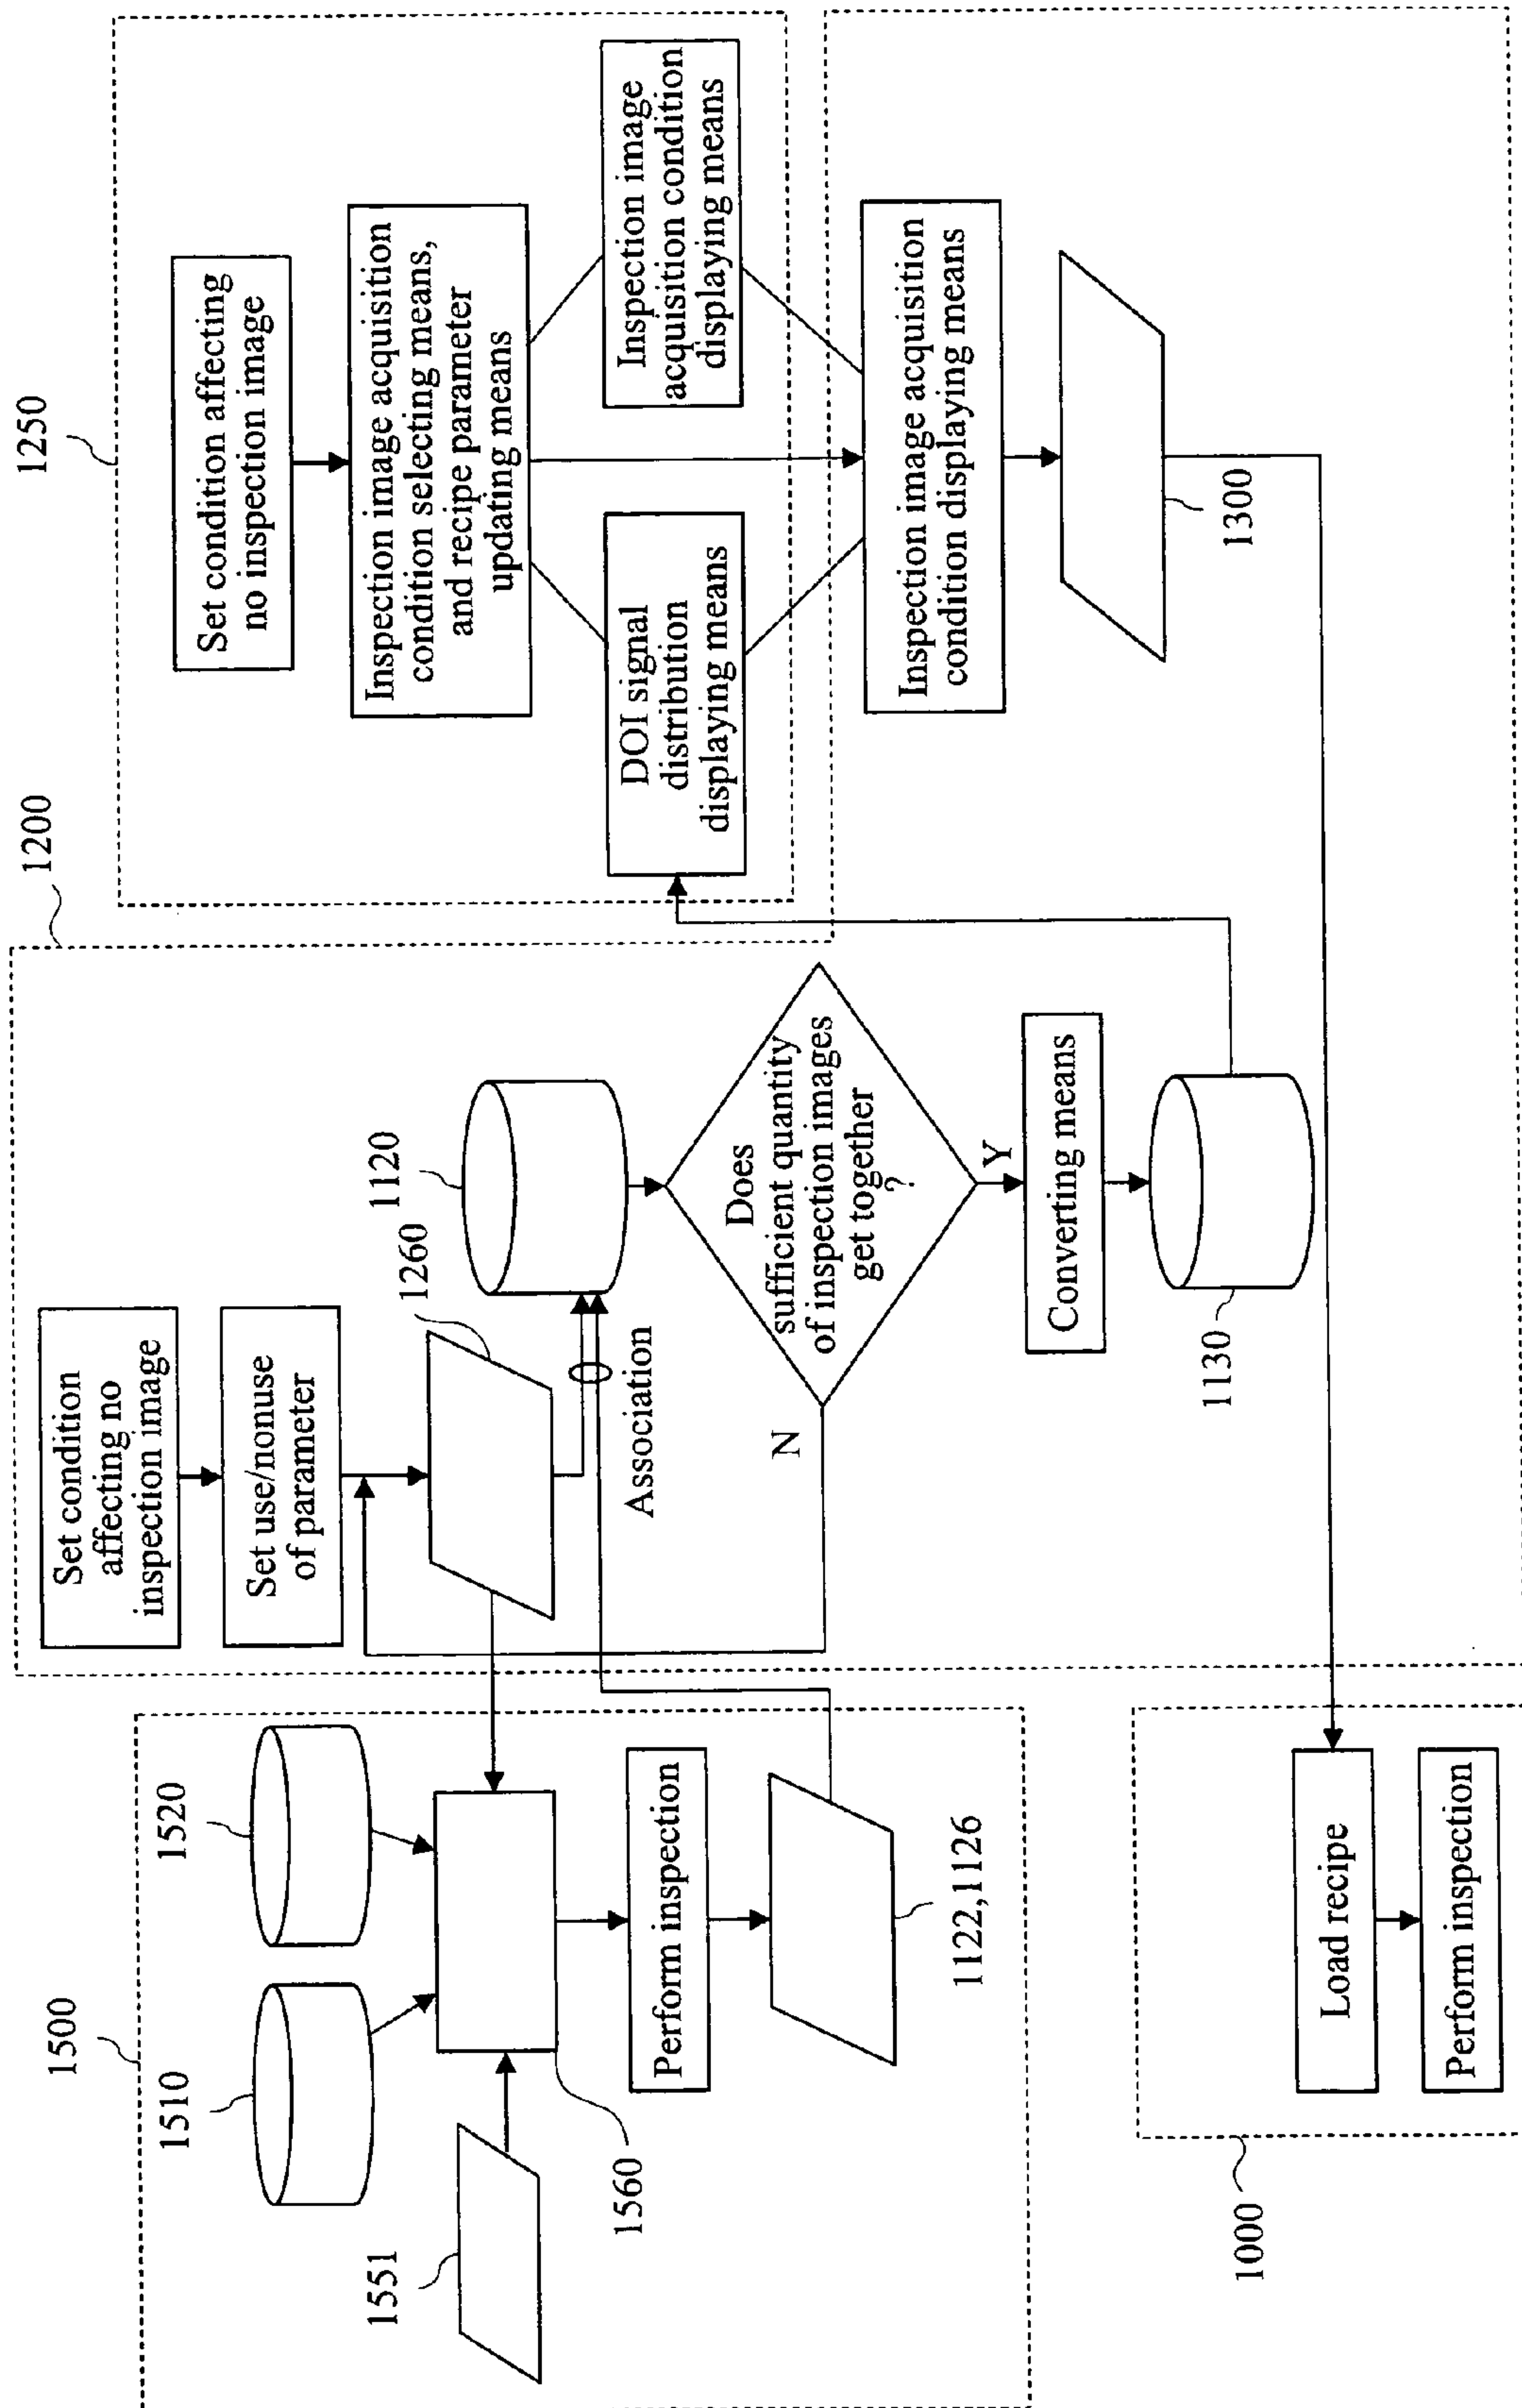 1500
1510
1520
1551
1560
Perform inspection
1122,1126
1000
Load recipe
Perform inspection
1200
Set condition
affecting no
inspection image
Set use/nonuse
of parameter
1260
1120
Association
Does
sufficient quantity
of inspection images
get together
?
N
Y
Converting means
1130
1250
Set condition affecting
no inspection image
Inspection image acquisition
condition selecting means,
and recipe parameter
updating means
DOI signal
distribution
displaying means
Inspection image
acquisition condition
displaying means
Inspection image acquisition
condition displaying means
1300